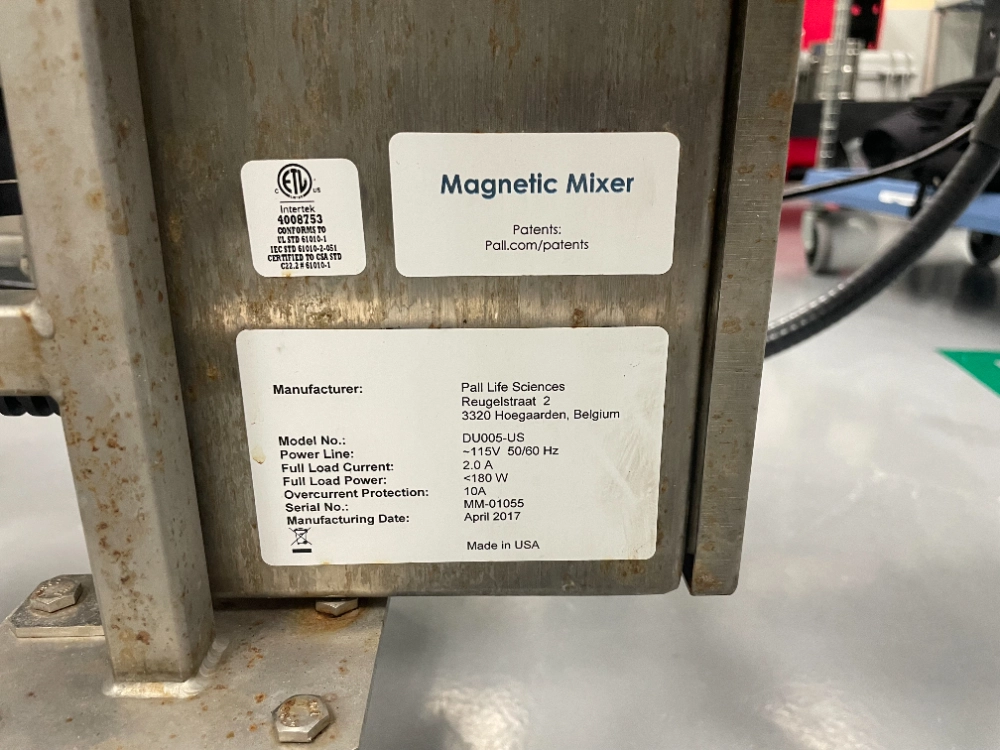 ETL
C US
Intertek
4008753
CONFORMS TO
UL STD 61010-1
IEC STD 61010-2-051
CERTIFIED TO CSA STD
C22.2 # 61010-1
Magnetic Mixer
Patents:
Pall.com/patents
Manufacturer: Pall Life Sciences
Reugelstraat 2
3320 Hoegaarden, Belgium
Model No.: DU005-US
Power Line: ~115V 50/60 Hz
Full Load Current: 2.0 A
Full Load Power: <180 W
Overcurrent Protection: 10A
Serial No.: MM-01055
Manufacturing Date: April 2017
Made in USA